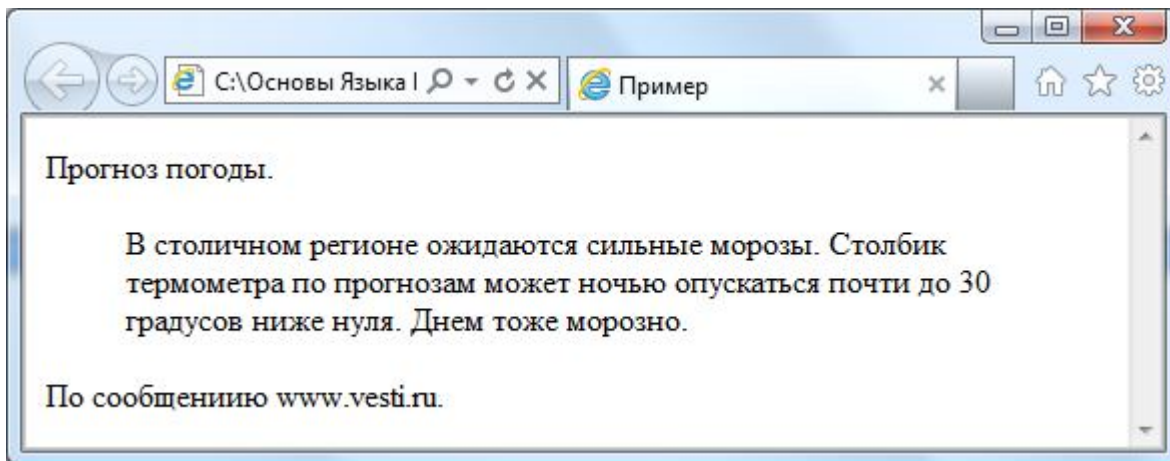 C:\Основы Языка
Пример
Прогноз погоды.
В столичном регионе ожидаются сильные морозы. Столбик
термометра по прогнозам может ночью опускаться почти до 30
градусов ниже нуля. Днем тоже морозно.
По сообщениию www.vesti.ru.